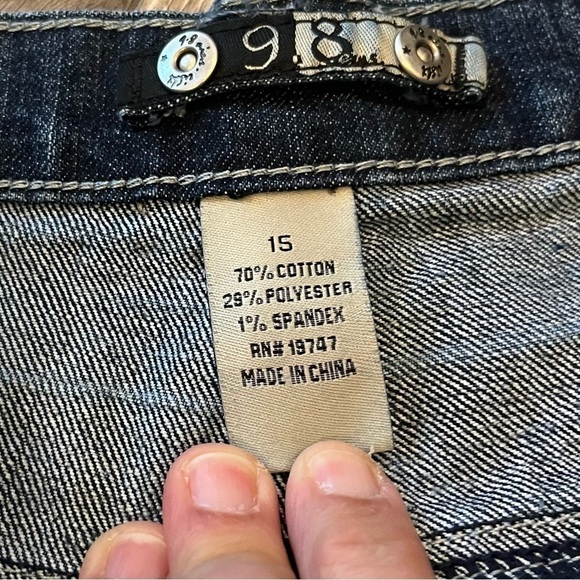 9.8
15
70% COTTON
29% POLYESTER
1% SPANDEX
RN# 19747
MADE IN CHINA